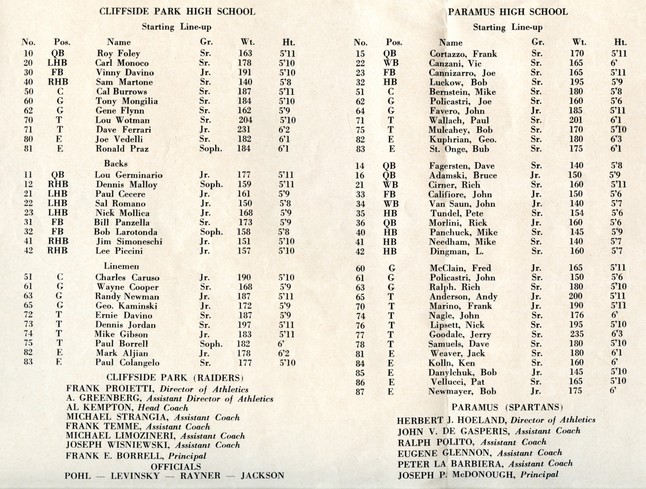 CLIFFSIDE PARK HIGH SCHOOL
Starting Line-up
No. Pos. Name Gr. Wt. Ht.
10 QB Roy Foley Sr. 163 5'11
20 LHB Carl Monoco Sr. 178 5'10
30 FB Vinny Davino Jr. 191 5'10
40 RHB Sam Martone Sr. 140 5'8
50 C Cal Burrows Sr. 187 5'11
60 G Tony Mongilia Sr. 184 5'10
62 G Gene Flynn Sr. 162 5'9
70 T Lou Wotman Sr. 204 5'10
71 T Dave Ferrari Jr. 231 6'2
80 E Joe Vedelli Sr. 182 6'1
81 E Ronald Praz Soph. 184 6'1
Backs
11 QB Lou Germinario Jr. 177 5'11
12 RHB Dennis Malloy Soph. 159 5'11
21 LHB Paul Cecere Jr. 161 5'9
22 LHB Sal Romano Jr. 150 5'8
23 LHB Nick Mollica Jr. 168 5'9
31 FB Bill Panzella Sr. 173 5'9
32 FB Bob Larotonda Soph. 158 5'8
41 RHB Jim Simoneschi Jr. 151 5'10
42 RHB Lee Piccini Jr. 157 5'10
Linemen
51 C Charles Caruso Jr. 190 5'10
61 G Wayne Cooper Sr. 168 5'9
63 G Randy Newman Jr. 187 5'11
65 G Geo. Kaminski Jr. 172 5'9
72 T Ernie Davino Sr. 187 5'9
73 T Dennis Jordan Sr. 197 5'11
74 T Mike Gibson Jr. 183 5'11
75 T Paul Borrell Soph. 182 6'
82 E Mark Aljian Jr. 178 6'2
83 E Paul Colangelo Sr. 177 5'10
CLIFFSIDE PARK (RAIDERS)
FRANK PROIETTI, Director of Athletics
A. GREENBERG, Assistant Director of Athletics
AL KEMPTON, Head Coach
MICHAEL STRANGIA, Assistant Coach
FRANK TEMME, Assistant Coach
MICHAEL LIMOZINERI, Assistant Coach
JOSEPH WISNIEWSKI, Assistant Coach
FRANK E. BORRELL, Principal
OFFICIALS
POHL — LEVINSKY — RAYNER — JACKSON
PARAMUS HIGH SCHOOL
Starting Line-up
No. Pos. Name Gr. Wt. Ht.
15 QB Cortazzo, Frank Sr. 170 5'11
22 WB Canzani, Vic Sr. 165 6'
23 FB Cannizarro, Joe Sr. 165 5'11
32 HB Luckow, Bob Sr. 195 5'9
51 C Bernstein, Mike Sr. 180 5'8
62 G Policastri, Joe Sr. 160 5'6
64 G Favero, John Jr. 185 5'11
71 T Wallach, Paul Sr. 201 6'1
75 T Mulcahey, Bob Sr. 170 5'10
82 E Kuphrian, Geo. Sr. 180 6'3
83 E St. Onge, Bub Sr. 175 6'1
14 QB Fagersten, Dave Sr. 140 5'8
16 QB Adamski, Bruce Jr. 150 5'9
21 WB Cirner, Rich Sr. 160 5'11
33 FB Califiore, John Jr. 150 5'6
34 WB Van Saun, John Jr. 140 5'7
35 HB Tundel, Pete Sr. 154 5'6
36 QB Morlini, Rick Jr. 160 5'6
40 HB Panchuck, Mike Sr. 145 5'9
41 HB Needham, Mike Jr. 140 5'7
42 HB Dingman, L. Sr. 160 5'7
60 G McClain, Fred Jr. 165 5'11
61 G Policastri, John Sr. 150 5'6
63 G Ralph. Rich Sr. 180 5'10
65 T Anderson, Andy Jr. 200 5'11
70 T Marino, Frank Jr. 190 5'11
74 T Nagle, John Sr. 176 6'
76 T Lipsett, Nick Sr. 195 5'10
77 T Goodale, Jerry Sr. 235 6'3
78 T Samuels, Dave Sr. 180 5'10
81 E Weaver, Jack Sr. 180 6'1
84 E Kolln, Ken Sr. 160 6'
85 E Danylchuk, Bob Jr. 145 5'10
86 E Vellucci, Pat Sr. 165 5'10
87 E Newmayer, Bob Jr. 175 6'
PARAMUS (SPARTANS)
HERBERT J. HOELAND, Director of Athletics
JOHN V. DE GASPERIS, Assistant Coach
RALPH POLITO, Assistant Coach
EUGENE GLENNON, Assistant Coach
PETER LA BARBIERA, Assistant Coach
JOSEPH P. McDONOUGH, Principal